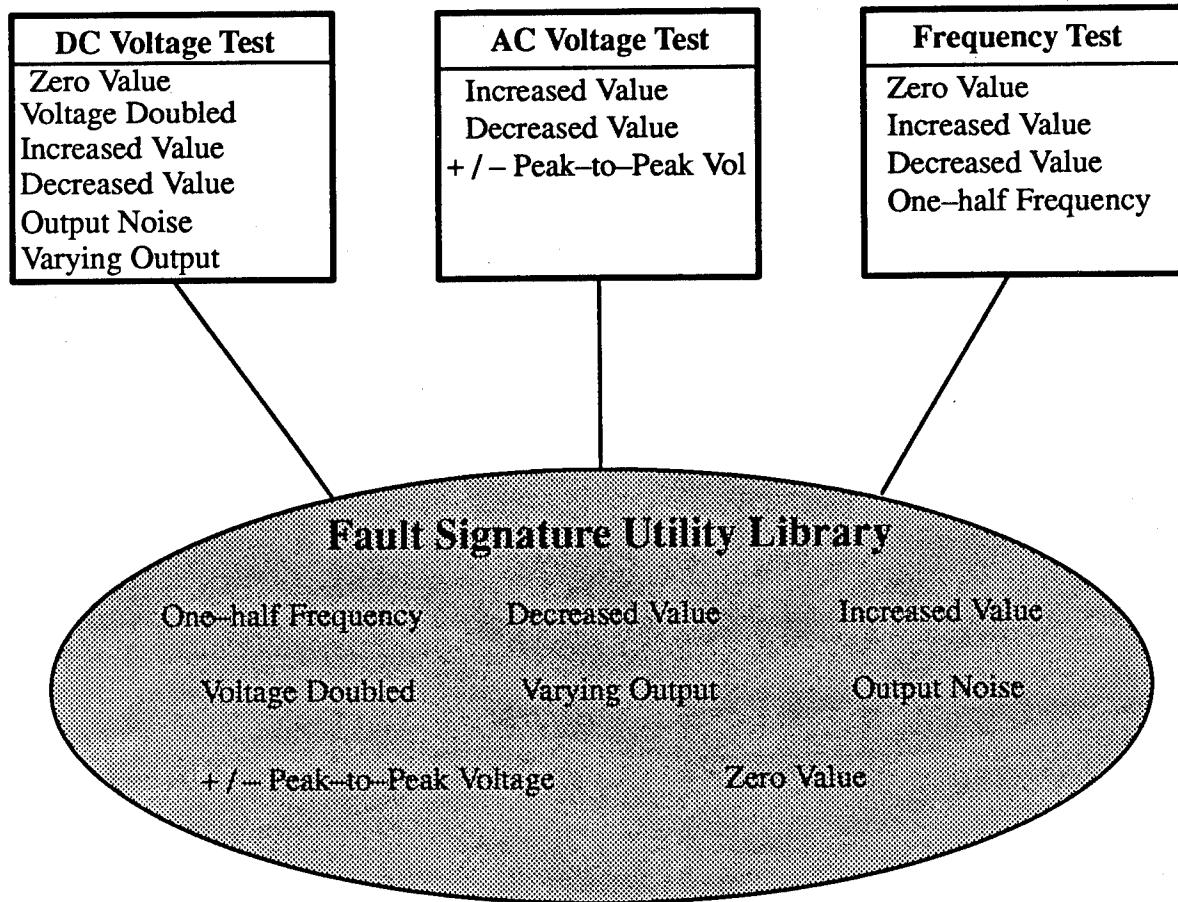 DC Voltage Test
Zero Value
Voltage Doubled
Increased Value
Decreased Value
Output Noise
Varying Output
AC Voltage Test
Increased Value
Decreased Value
+ / – Peak–to–Peak Vol
Frequency Test
Zero Value
Increased Value
Decreased Value
One–half Frequency
Fault Signature Utility Library
One–half Frequency Decreased Value Increased Value
Voltage Doubled Varying Output Output Noise
+ / – Peak–to–Peak Voltage Zero Value